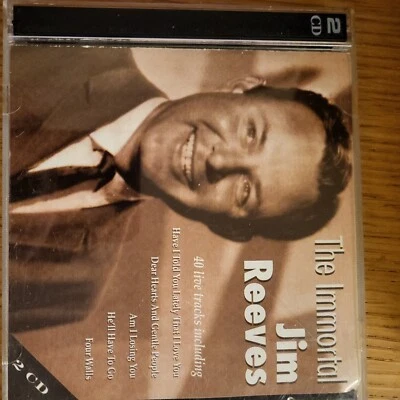 2
CD
The Immortal
Jim
Reeves
40 live tracks including
Have I Told You Lately That I Love You
Dear Hearts And Gentle People
Am I Losing You
He'll Have To Go
Four Walls
2 CD